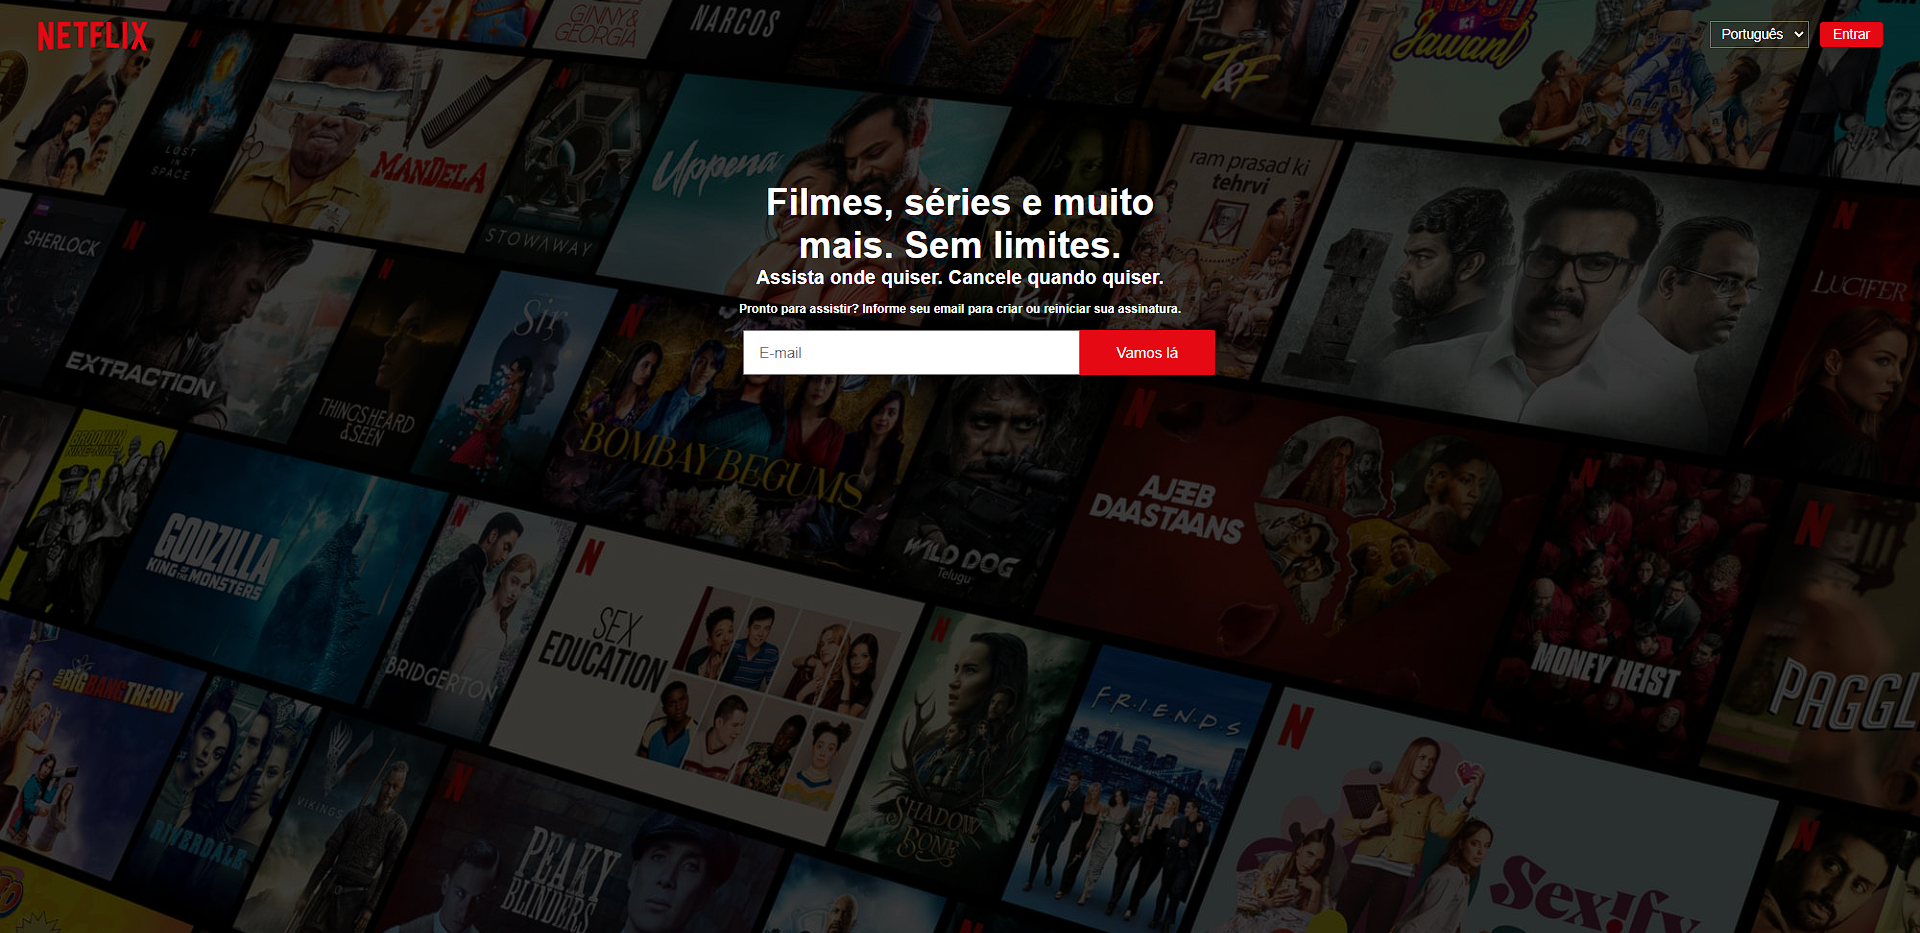 NETFLIX
Português
Entrar
GINNY&
GEORGIA
NARCOS
Ki
Jawani
T&F
LOST
IN
SPACE
MANDELA
STOWAWAY
Uppena
ram prasad ki
tehrvi
Filmes, séries e muito
mais. Sem limites.
Assista onde quiser. Cancele quando quiser.
Pronto para assistir? Informe seu email para criar ou reiniciar sua assinatura.
E-mail
Vamos lá
SHERLOCK
EXTRACTION
THINGS HEARD
& SEEN
Sir
BOMBAY BEGUMS
LUCIFER
BROOKLYN
NINE-NINE
GODZILLA
KING OF THE MONSTERS
BRIDGERTON
SEX
EDUCATION
WILD DOG
Telugu
AJEEB
DAASTAANS
MONEY HEIST
PAGGL
THE BIG BANG THEORY
RIVERDALE
VIKINGS
PEAKY
BLINDERS
SHADOW
AND
BONE
F·R·I·E·N·D·S
Sex!fy